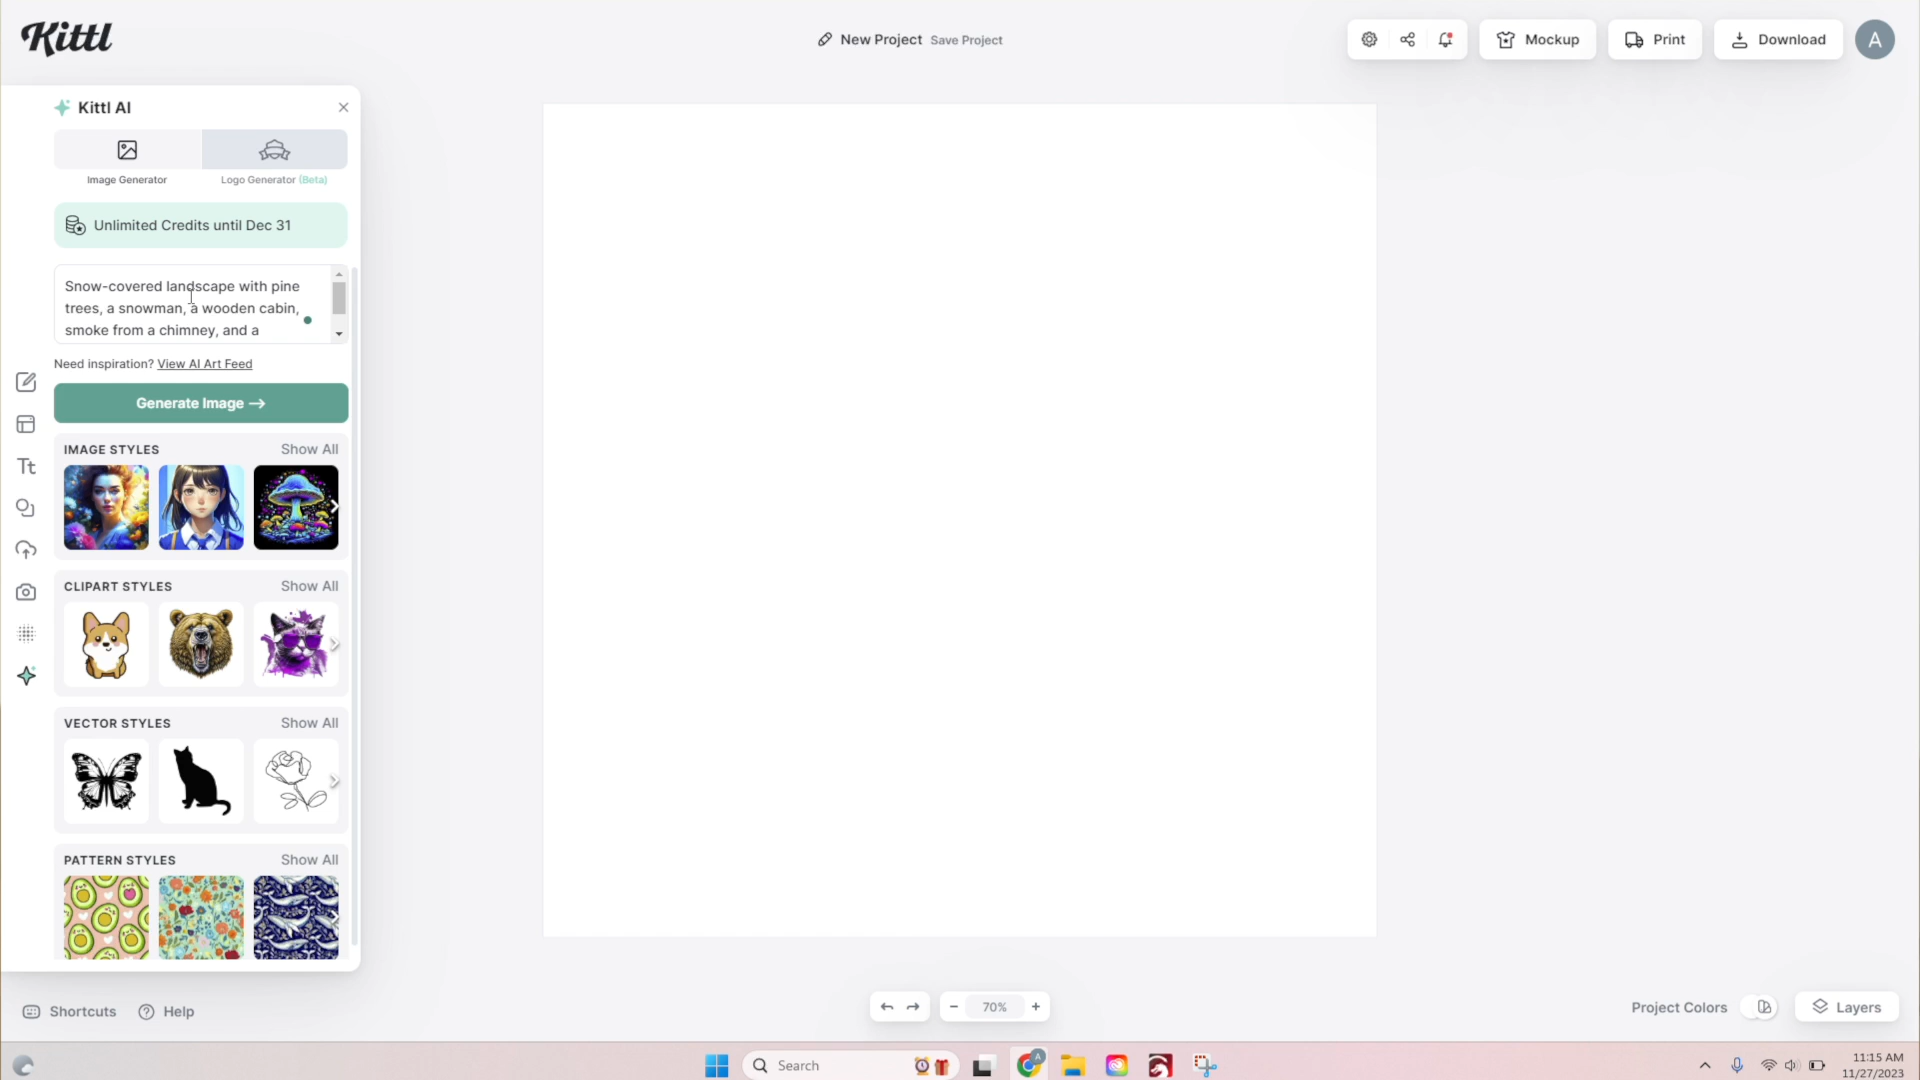 Kittl
New Project Save Project
Mockup
Print
Download
A
Kittl AI
Image Generator
Logo Generator (Beta)
Unlimited Credits until Dec 31
Snow-covered landscape with pine
trees, a snowman, a wooden cabin,
smoke from a chimney, and a
Need inspiration? View AI Art Feed
Generate Image →
Tt
IMAGE STYLES Show All
CLIPART STYLES Show All
VECTOR STYLES Show All
PATTERN STYLES Show All
Shortcuts
Help
− 70% +
Project Colors
Layers
Search
A
11:15 AM
11/27/2023